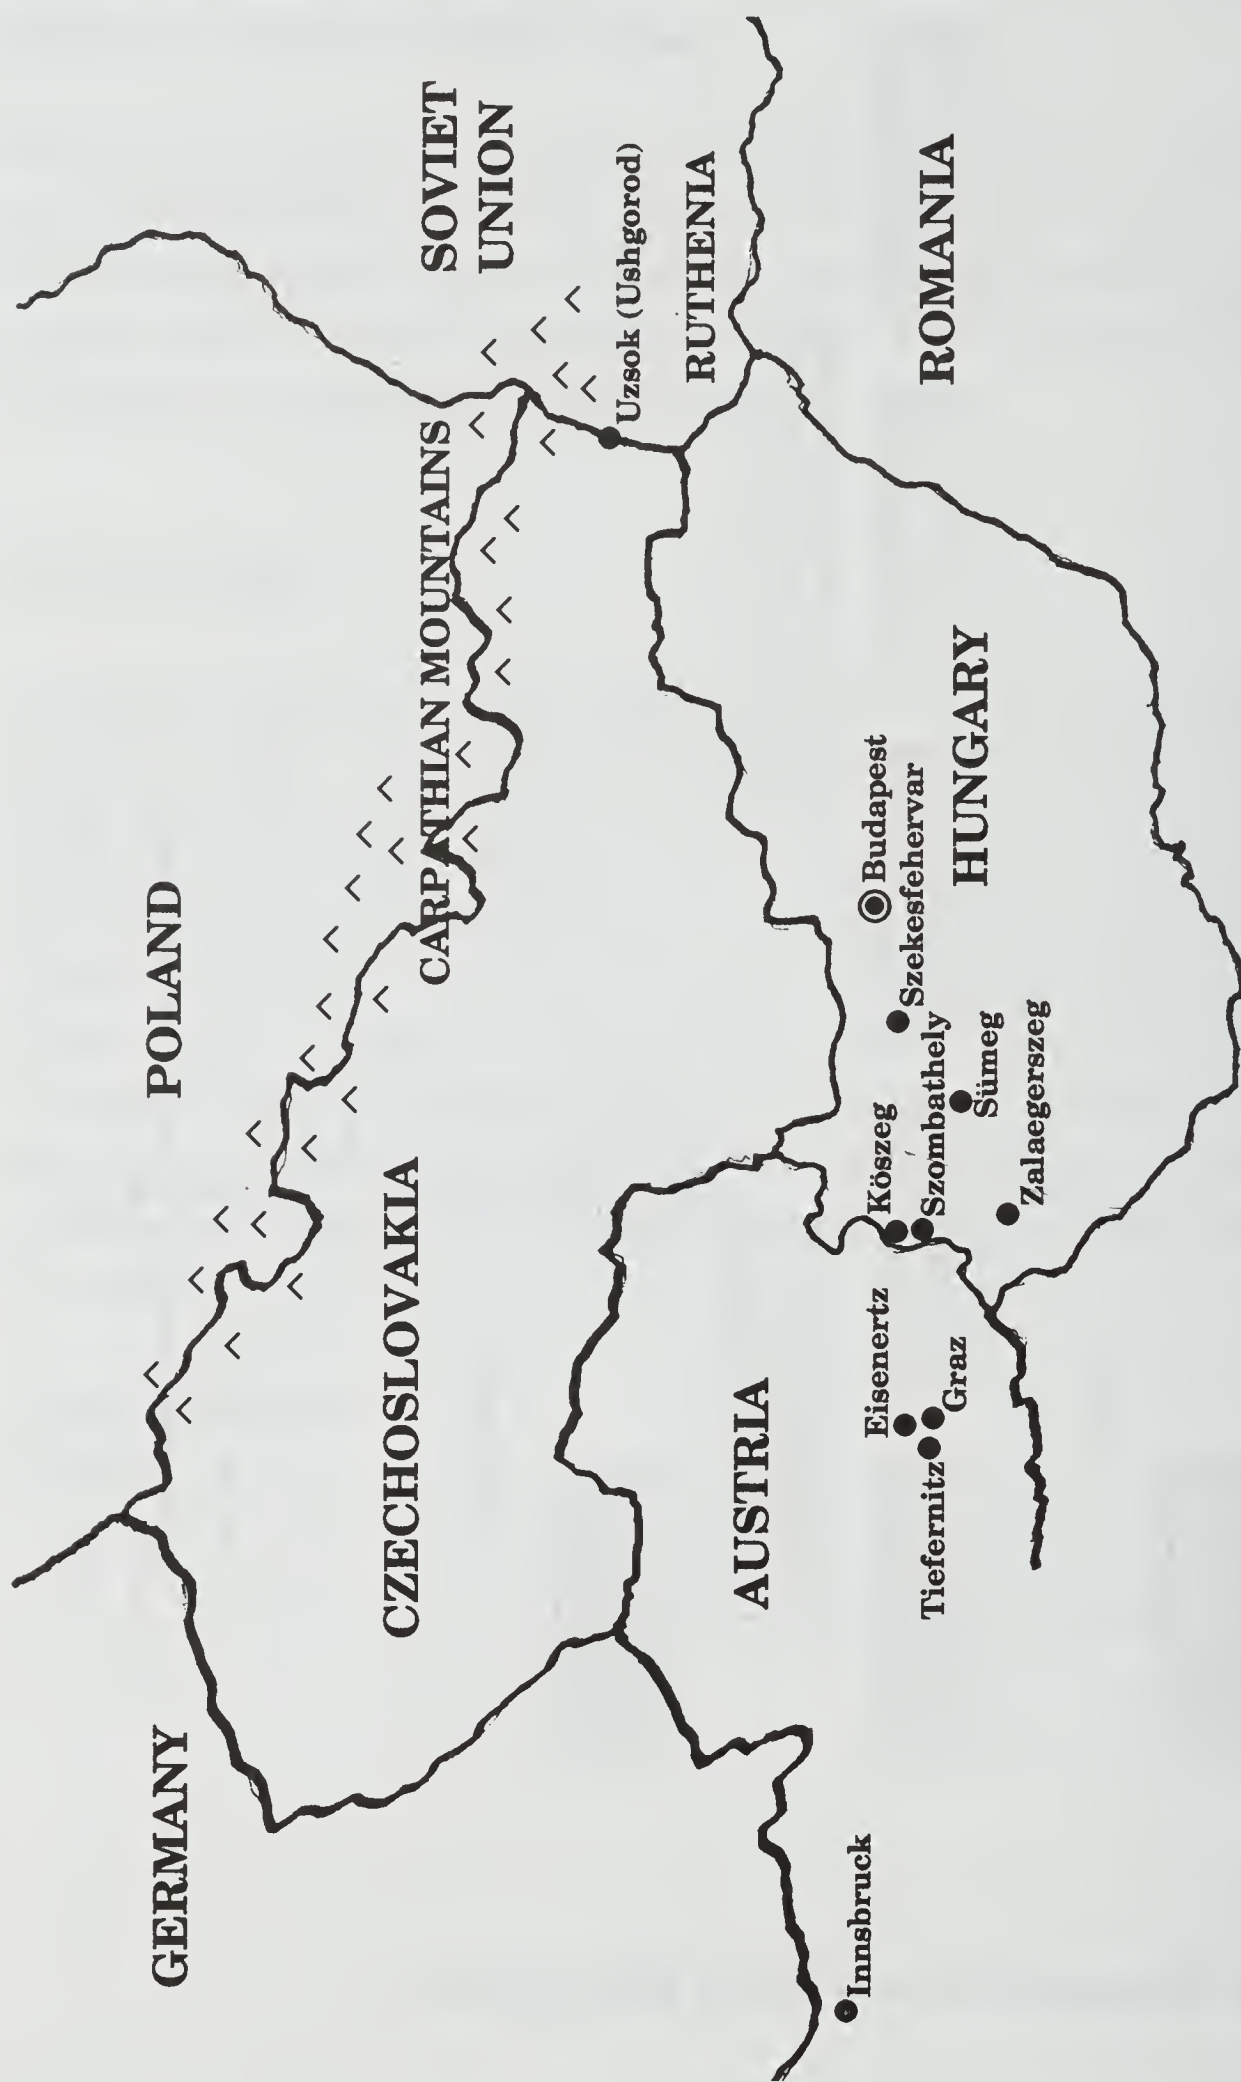 GERMANY
POLAND
SOVIET
UNION
CARPATHIAN MOUNTAINS
CZECHOSLOVAKIA
Uzsok (Ushgorod)
RUTHENIA
AUSTRIA
ROMANIA
Innsbruck
Eisenertz
Köszeg
Budapest
Szekesfehervar
Tiefernitz
Graz
Szombathely
HUNGARY
Sümeg
Zalaegerszeg